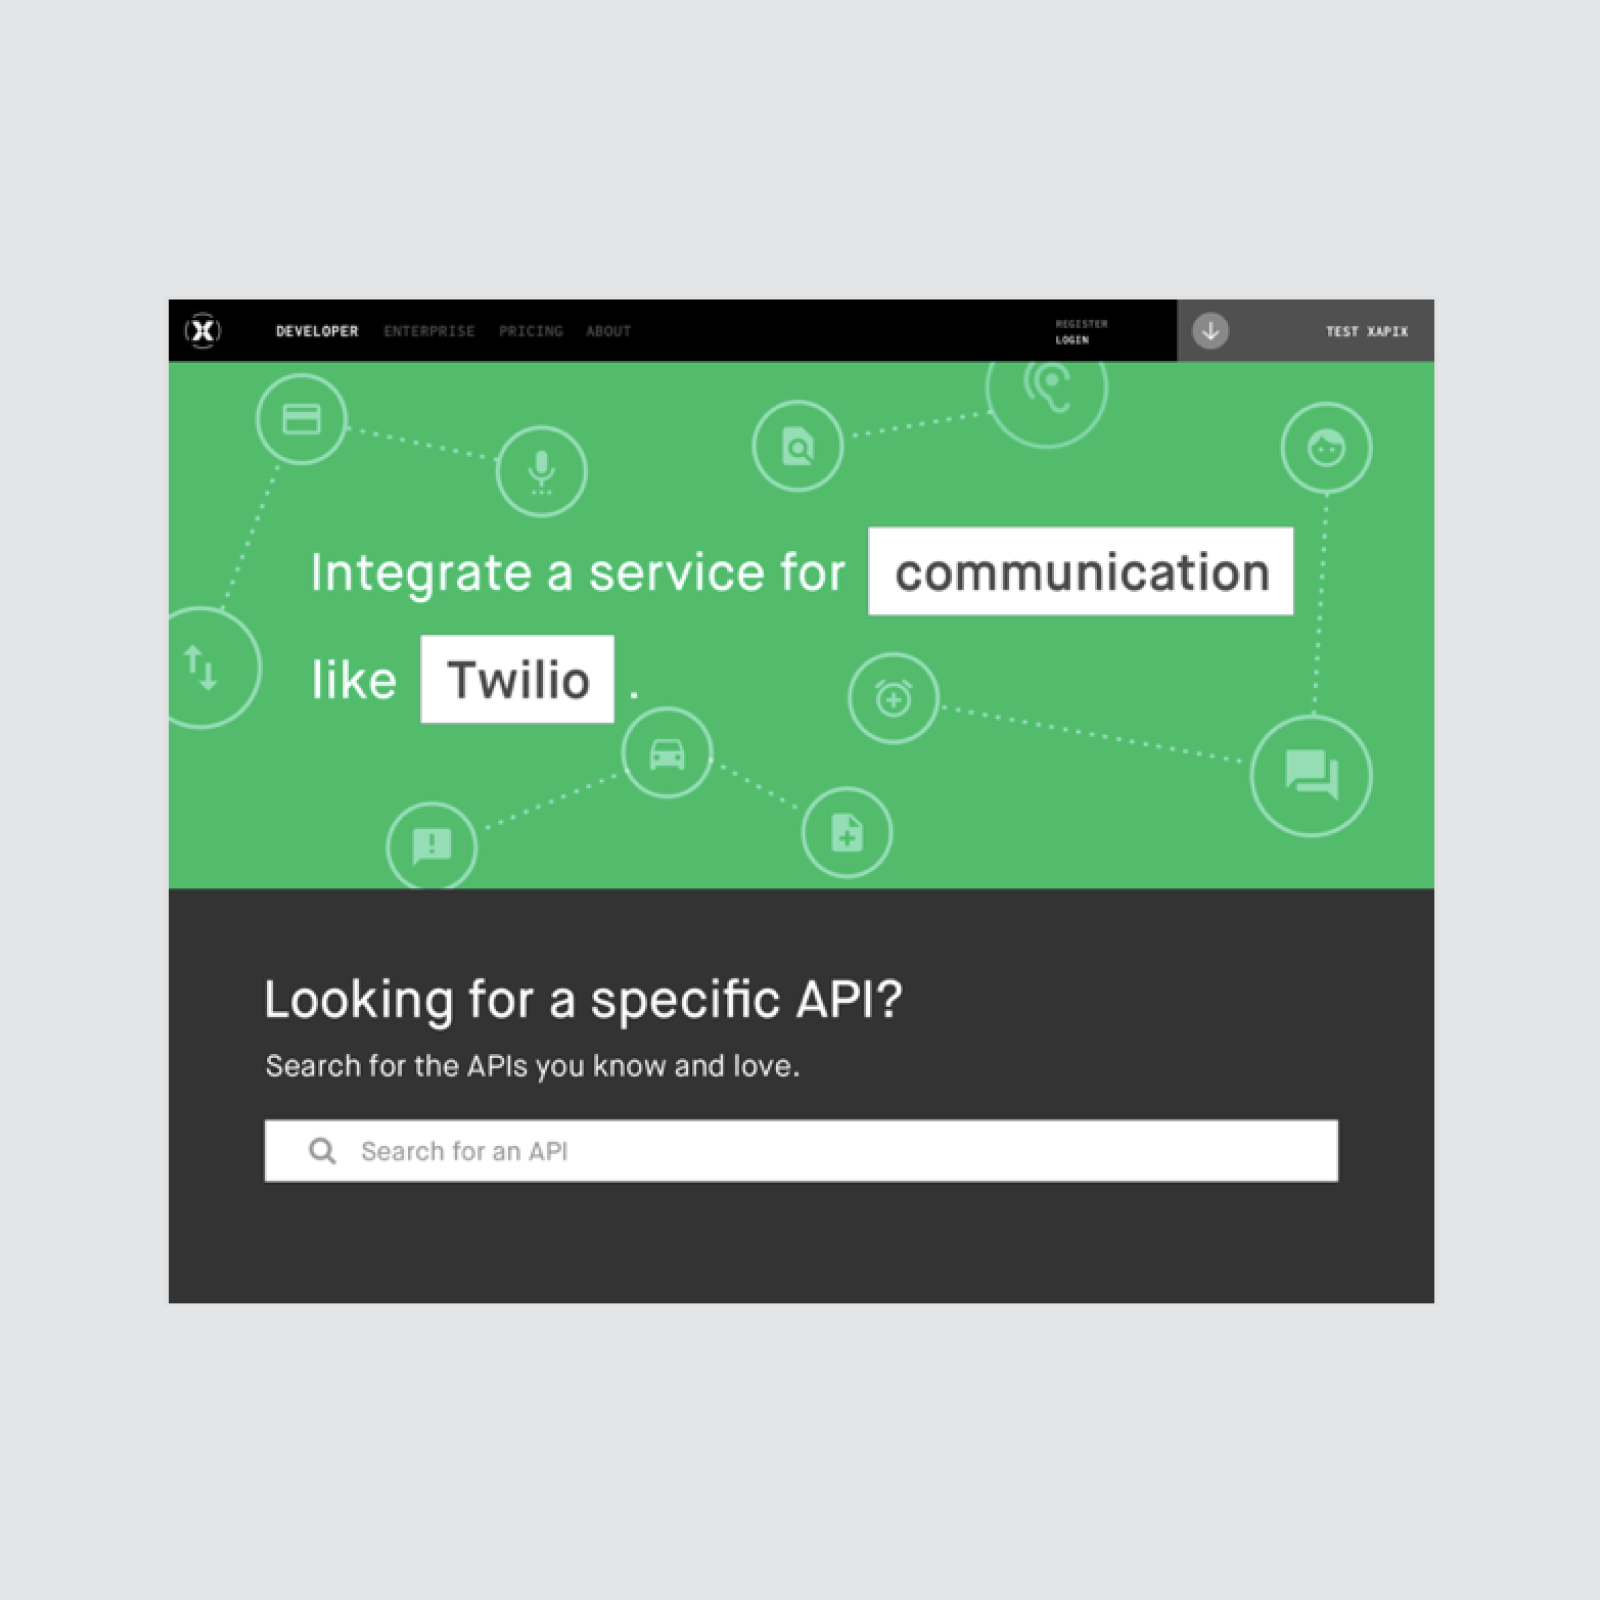 DEVELOPER ENTERPRISE PRICING ABOUT
REGISTER
LOGIN
TEST XAPIX
Integrate a service for communication
like Twilio .
Looking for a specific API?
Search for the APIs you know and love.
Search for an API